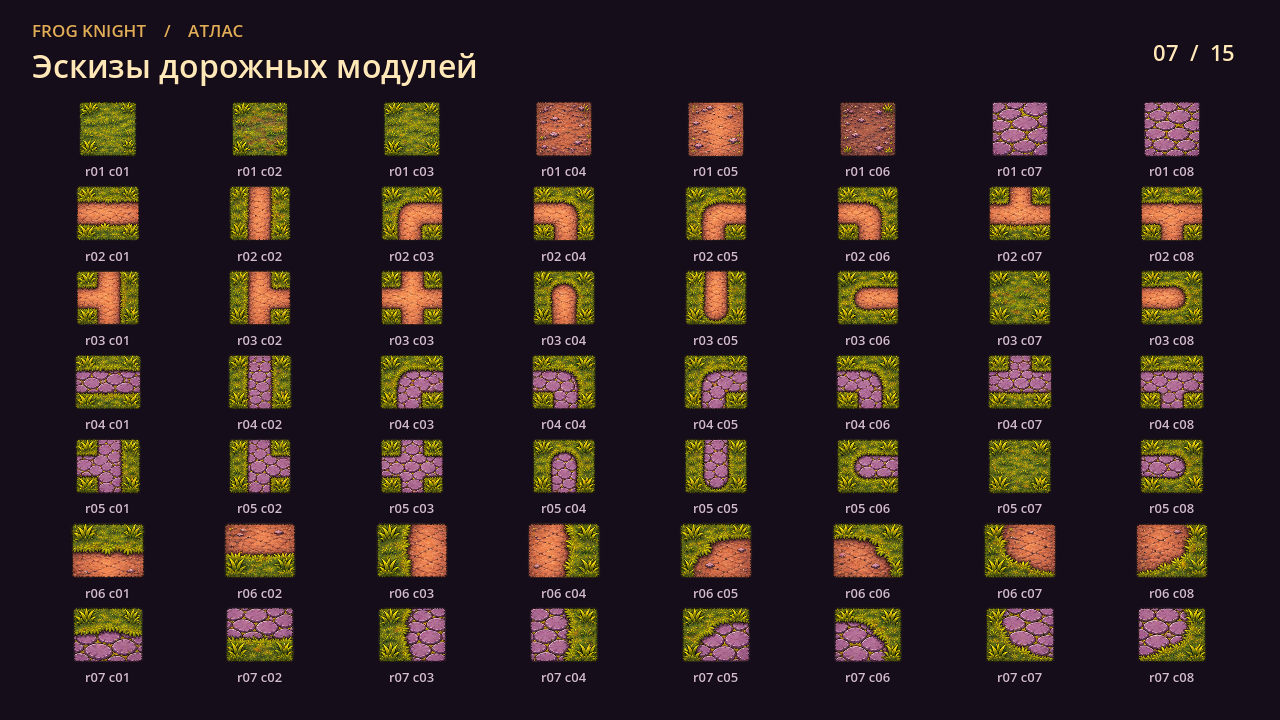 FROG KNIGHT / АТЛАС
Эскизы дорожных модулей
07 / 15
r01 c01 r01 c02 r01 c03 r01 c04 r01 c05 r01 c06 r01 c07 r01 c08
r02 c01 r02 c02 r02 c03 r02 c04 r02 c05 r02 c06 r02 c07 r02 c08
r03 c01 r03 c02 r03 c03 r03 c04 r03 c05 r03 c06 r03 c07 r03 c08
r04 c01 r04 c02 r04 c03 r04 c04 r04 c05 r04 c06 r04 c07 r04 c08
r05 c01 r05 c02 r05 c03 r05 c04 r05 c05 r05 c06 r05 c07 r05 c08
r06 c01 r06 c02 r06 c03 r06 c04 r06 c05 r06 c06 r06 c07 r06 c08
r07 c01 r07 c02 r07 c03 r07 c04 r07 c05 r07 c06 r07 c07 r07 c08